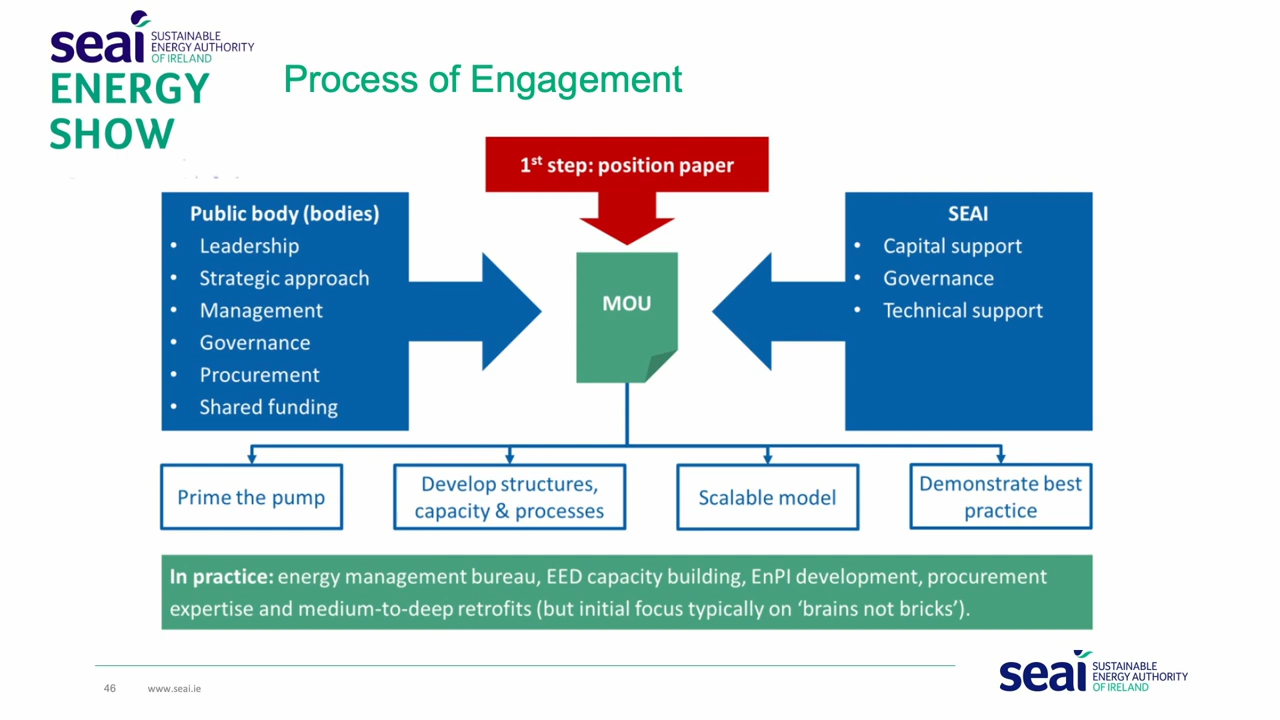 seai SUSTAINABLE
ENERGY AUTHORITY
OF IRELAND
ENERGY
SHOW
Process of Engagement
1st step: position paper
Public body (bodies)
• Leadership
• Strategic approach
• Management
• Governance
• Procurement
• Shared funding
MOU
SEAI
• Capital support
• Governance
• Technical support
Prime the pump
Develop structures,
capacity & processes
Scalable model
Demonstrate best
practice
In practice: energy management bureau, EED capacity building, EnPI development, procurement
expertise and medium-to-deep retrofits (but initial focus typically on ‘brains not bricks’).
46 www.seai.ie
seai SUSTAINABLE
ENERGY AUTHORITY
OF IRELAND